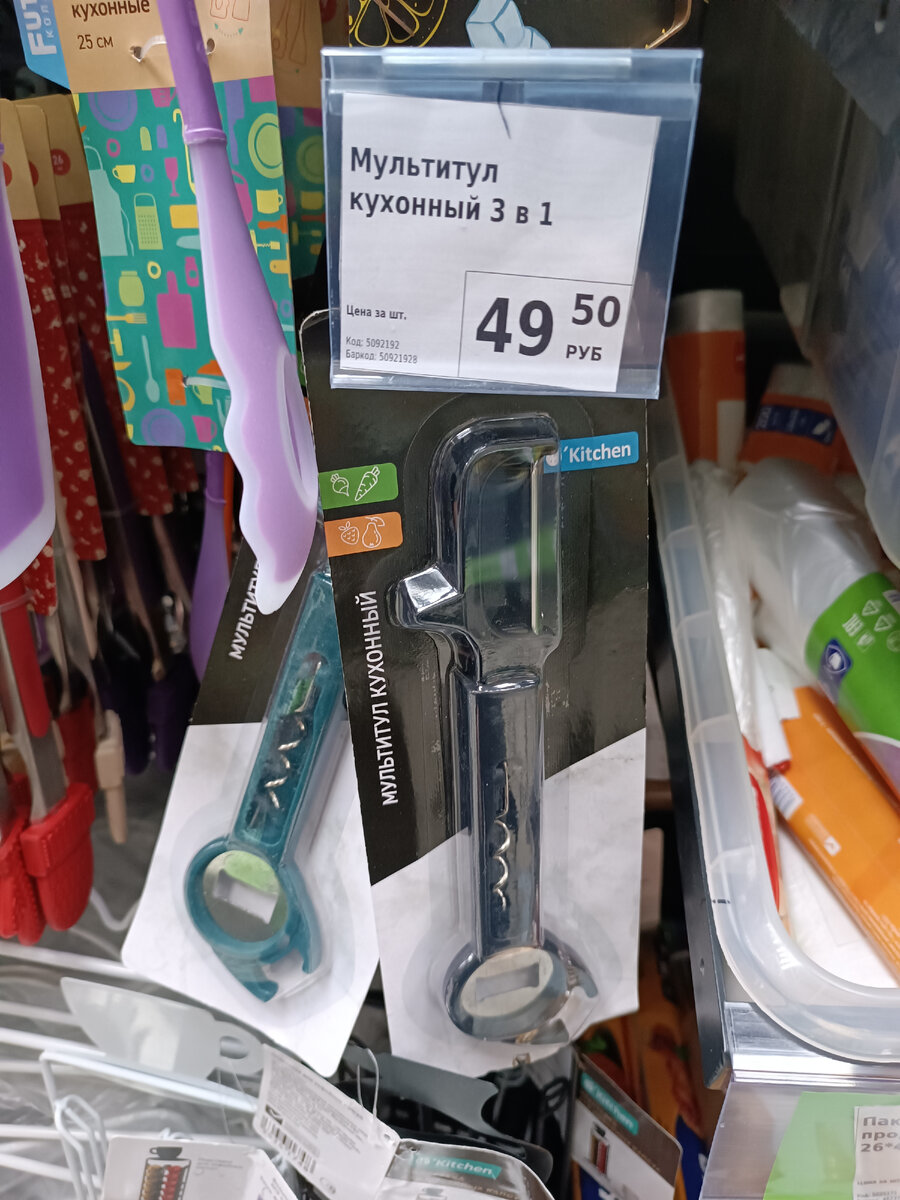 кухонные
25 см
26
Мультитул
кухонный 3 в 1
Цена за шт.
Код: 5092192
Баркод: 50921928
49 50
РУБ
'Kitchen
МУЛЬТИТУЛ КУХОННЫЙ
'Kitchen